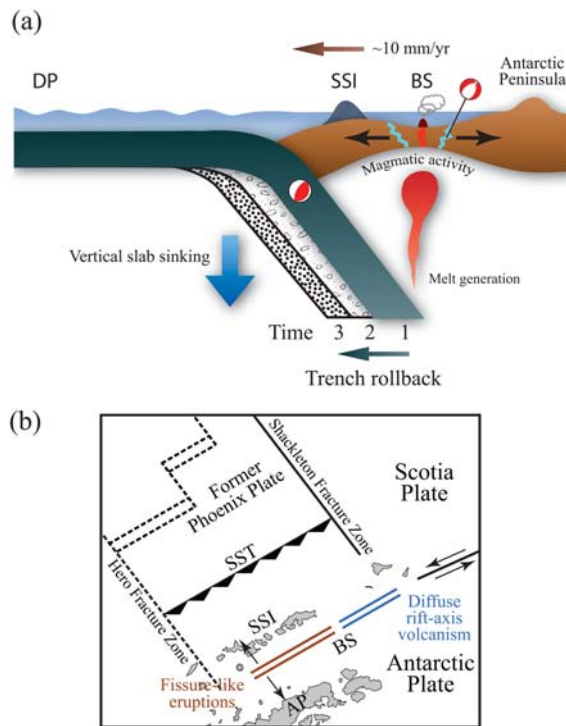 (a)
~10 mm/yr
DP
SSI
BS
Antarctic
Peninsula
Magmatic activity
Vertical slab sinking
Melt generation
Time 3 2 1
Trench rollback
(b)
Shackleton Fracture Zone
Scotia
Plate
Former
Phoenix Plate
Hero Fracture Zone
SST
SSI
BS
Diffuse
rift-axis
volcanism
Fissure-like
eruptions
AP
Antarctic
Plate